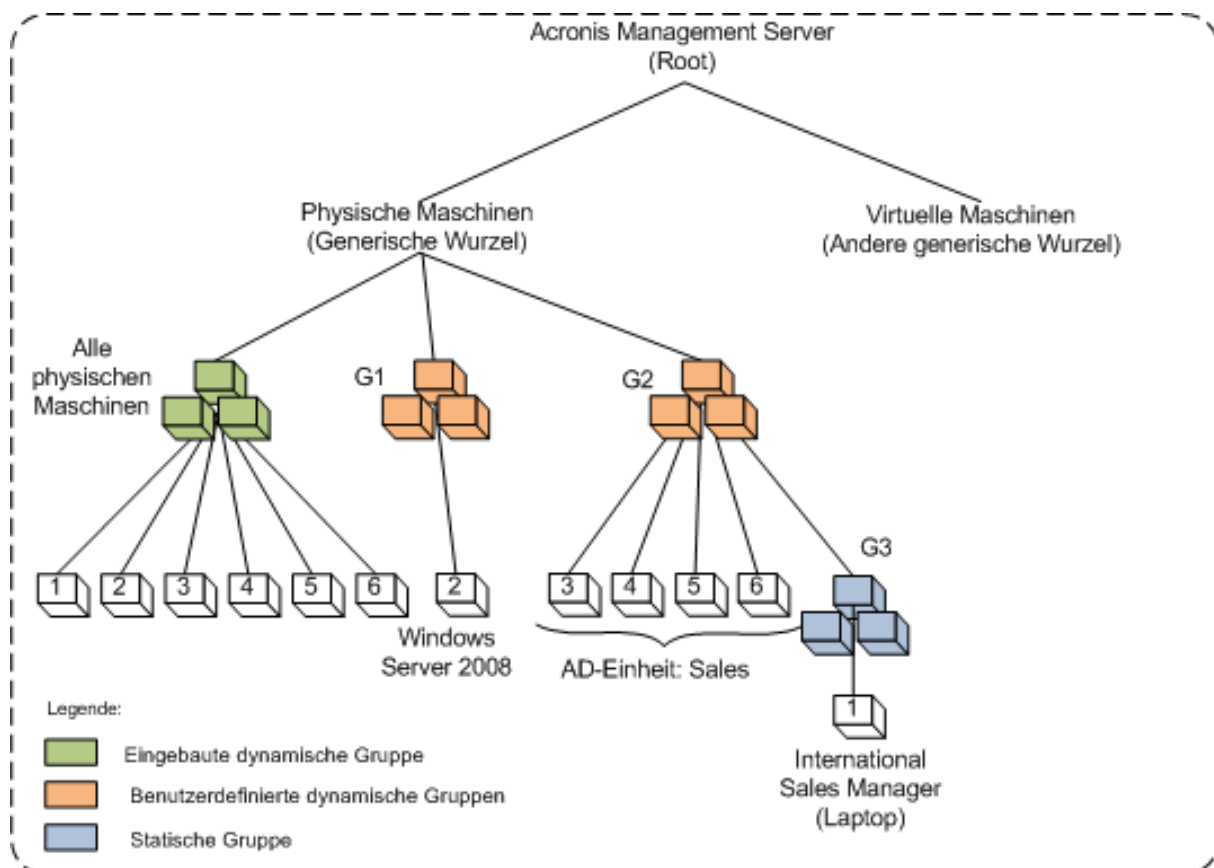 Acronis Management Server
(Root)
Physische Maschinen
(Generische Wurzel)
Virtuelle Maschinen
(Andere generische Wurzel)
Alle
physischen
Maschinen
G1
G2
1
2
3
4
5
6
2
Windows
Server 2008
3
4
5
6
AD-Einheit: Sales
G3
1
International
Sales Manager
(Laptop)
Legende:
Eingebaute dynamische Gruppe
Benutzerdefinierte dynamische Gruppen
Statische Gruppe